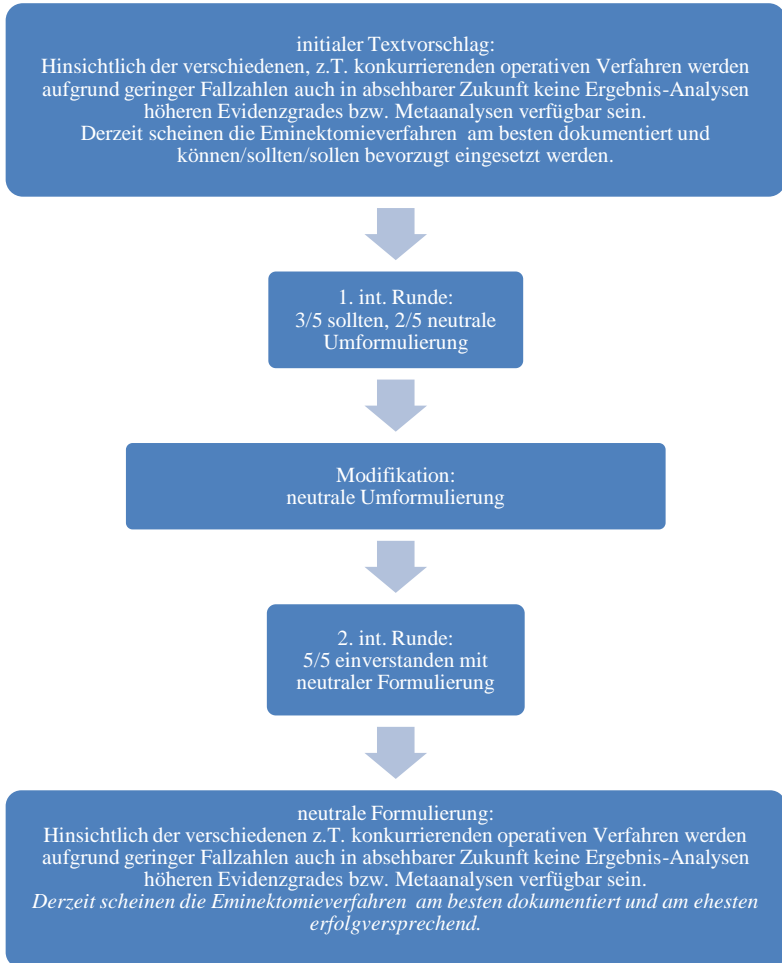 initialer Textvorschlag:
Hinsichtlich der verschiedenen, z.T. konkurrierenden operativen Verfahren werden
aufgrund geringer Fallzahlen auch in absehbarer Zukunft keine Ergebnis-Analysen
höheren Evidenzgrades bzw. Metaanalysen verfügbar sein.
Derzeit scheinen die Eminektomieverfahren am besten dokumentiert und
können/sollten/sollen bevorzugt eingesetzt werden.
1. int. Runde:
3/5 sollten, 2/5 neutrale
Umformulierung
Modifikation:
neutrale Umformulierung
2. int. Runde:
5/5 einverstanden mit
neutraler Formulierung
neutrale Formulierung:
Hinsichtlich der verschiedenen z.T. konkurrierenden operativen Verfahren werden
aufgrund geringer Fallzahlen auch in absehbarer Zukunft keine Ergebnis-Analysen
höheren Evidenzgrades bzw. Metaanalysen verfügbar sein.
Derzeit scheinen die Eminektomieverfahren am besten dokumentiert und am ehesten
erfolgversprechend.